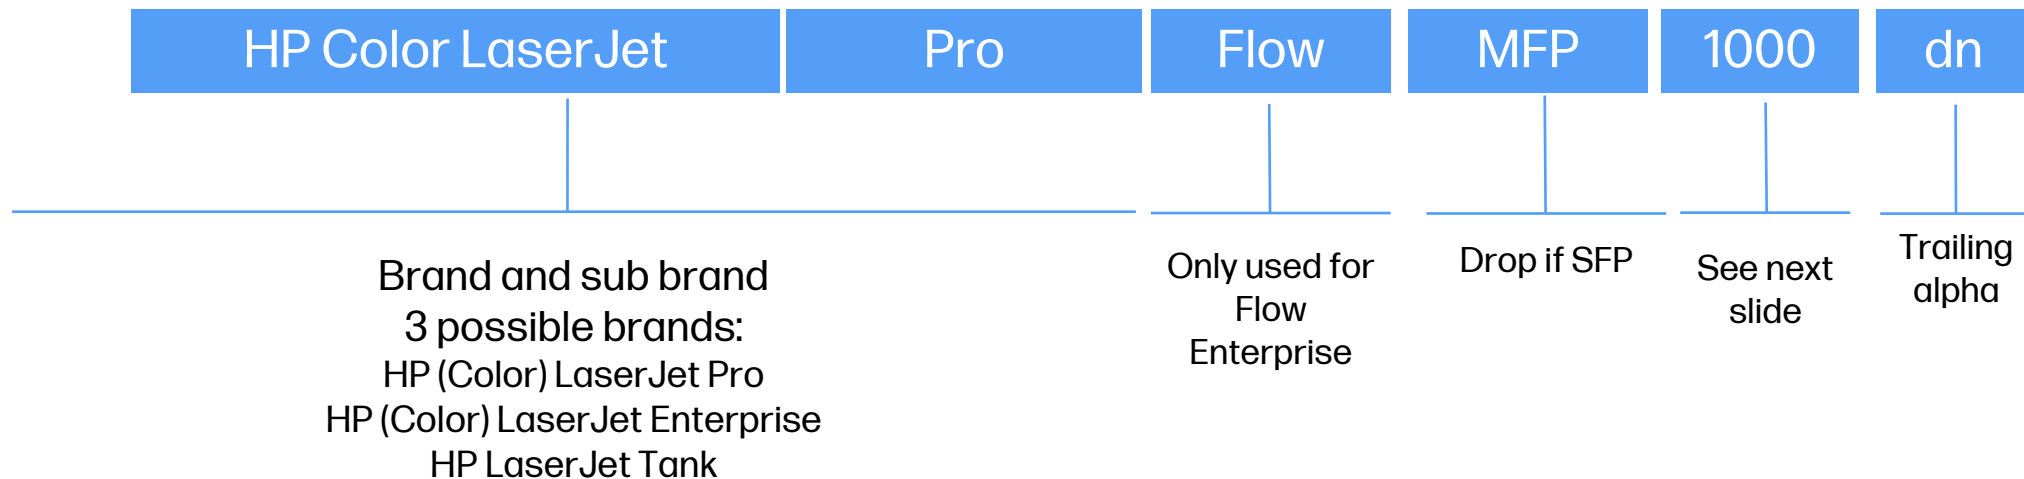 HP Color LaserJet Pro Flow MFP 1000 dn
Brand and sub brand
3 possible brands:
HP (Color) LaserJet Pro
HP (Color) LaserJet Enterprise
HP LaserJet Tank
Only used for
Flow
Enterprise
Drop if SFP
See next
slide
Trailing
alpha